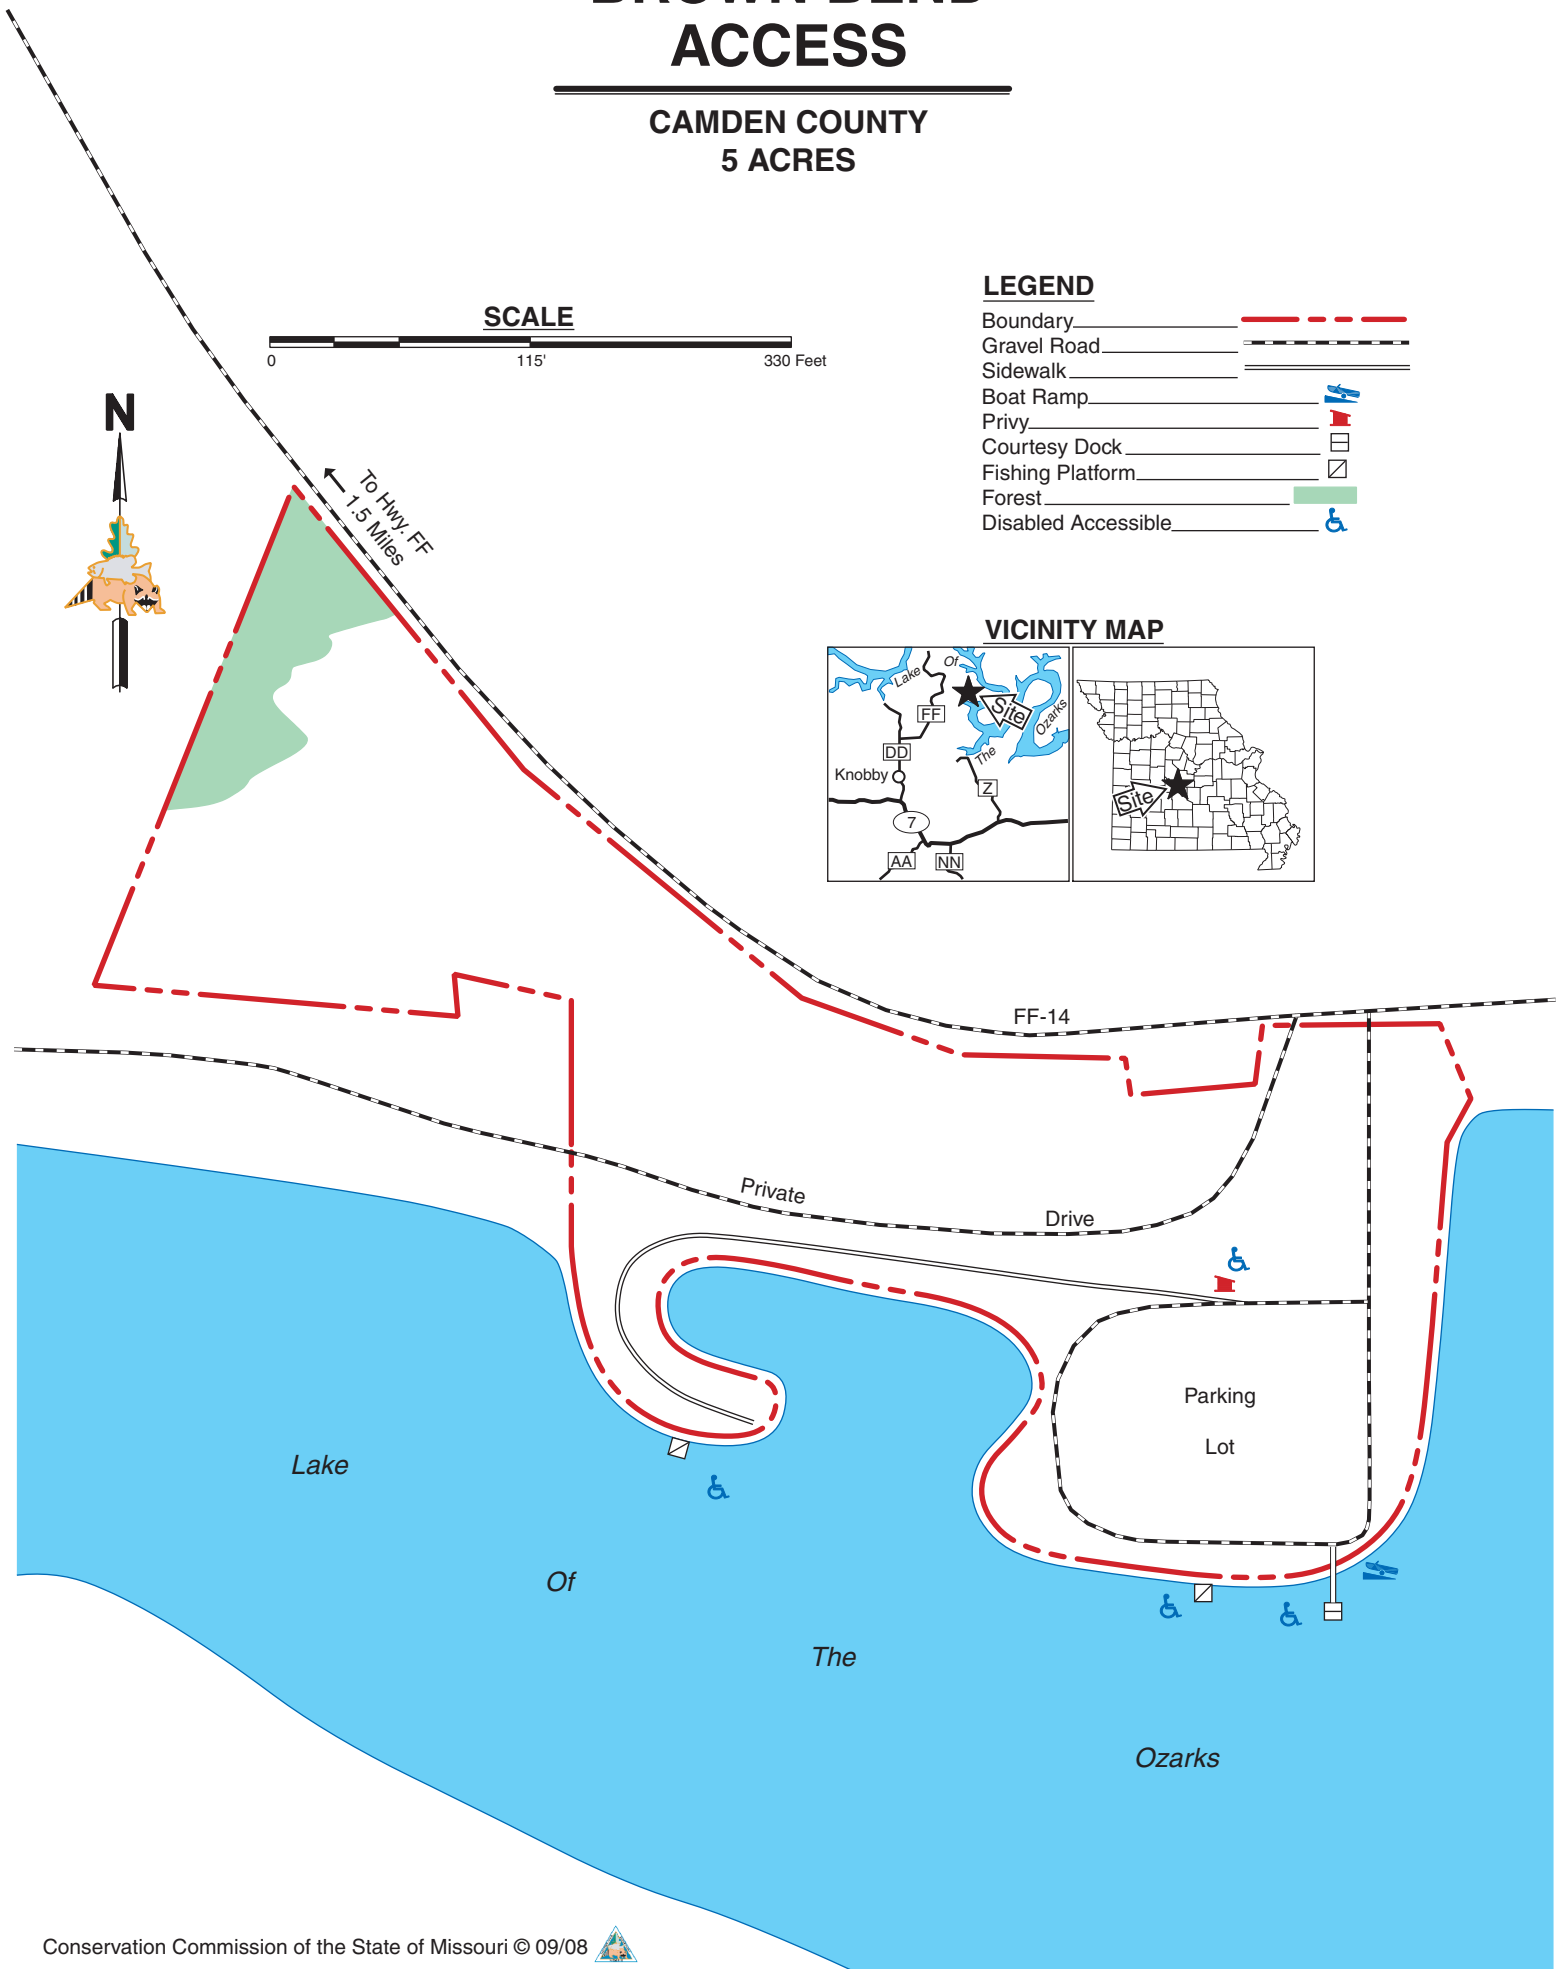 BROWN BEND
ACCESS
CAMDEN COUNTY
5 ACRES
SCALE
0 115' 330 Feet
LEGEND
Boundary
Gravel Road
Sidewalk
Boat Ramp
Privy
Courtesy Dock
Fishing Platform
Forest
Disabled Accessible
N
To Hwy. FF
1.5 Miles
VICINITY MAP
Lake
Of
The
Ozarks
Site
FF
DD
Knobby
Z
7
AA
NN
Site
FF-14
Private
Drive
Parking
Lot
Lake
Of
The
Ozarks
Conservation Commission of the State of Missouri © 09/08